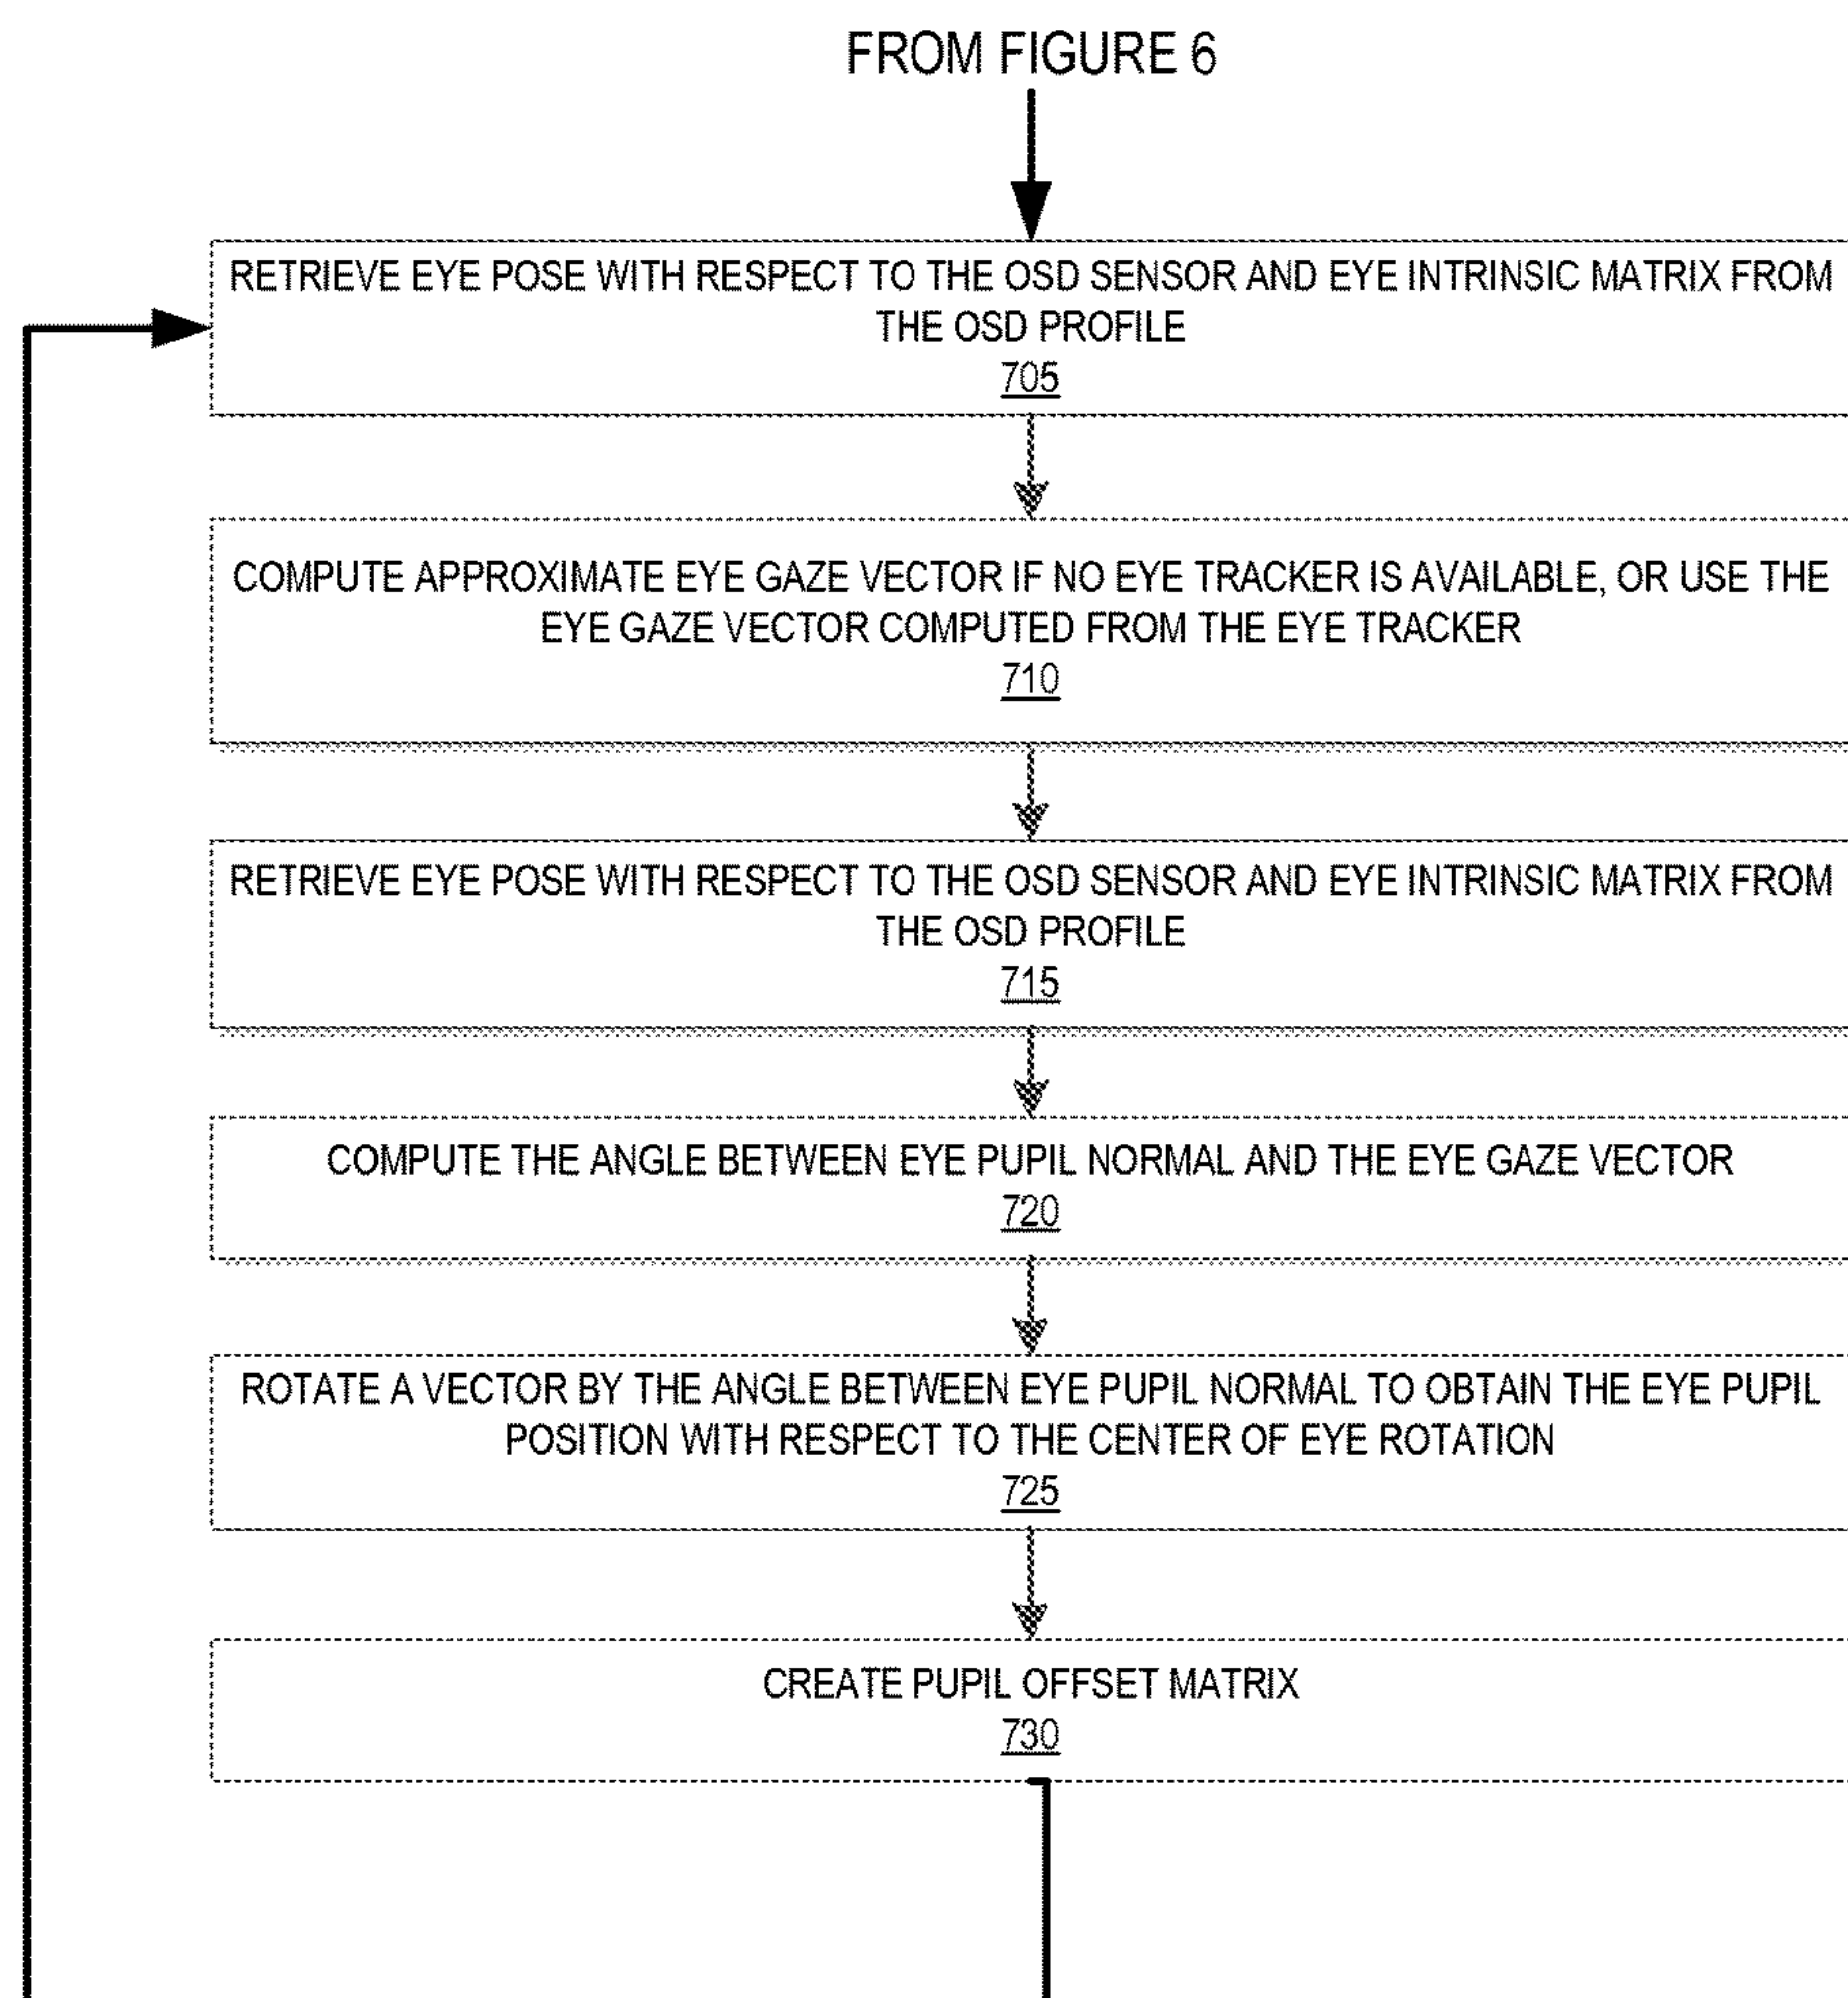 FROM FIGURE 6
RETRIEVE EYE POSE WITH RESPECT TO THE OSD SENSOR AND EYE INTRINSIC MATRIX FROM
THE OSD PROFILE
705
COMPUTE APPROXIMATE EYE GAZE VECTOR IF NO EYE TRACKER IS AVAILABLE, OR USE THE
EYE GAZE VECTOR COMPUTED FROM THE EYE TRACKER
710
RETRIEVE EYE POSE WITH RESPECT TO THE OSD SENSOR AND EYE INTRINSIC MATRIX FROM
THE OSD PROFILE
715
COMPUTE THE ANGLE BETWEEN EYE PUPIL NORMAL AND THE EYE GAZE VECTOR
720
ROTATE A VECTOR BY THE ANGLE BETWEEN EYE PUPIL NORMAL TO OBTAIN THE EYE PUPIL
POSITION WITH RESPECT TO THE CENTER OF EYE ROTATION
725
CREATE PUPIL OFFSET MATRIX
730